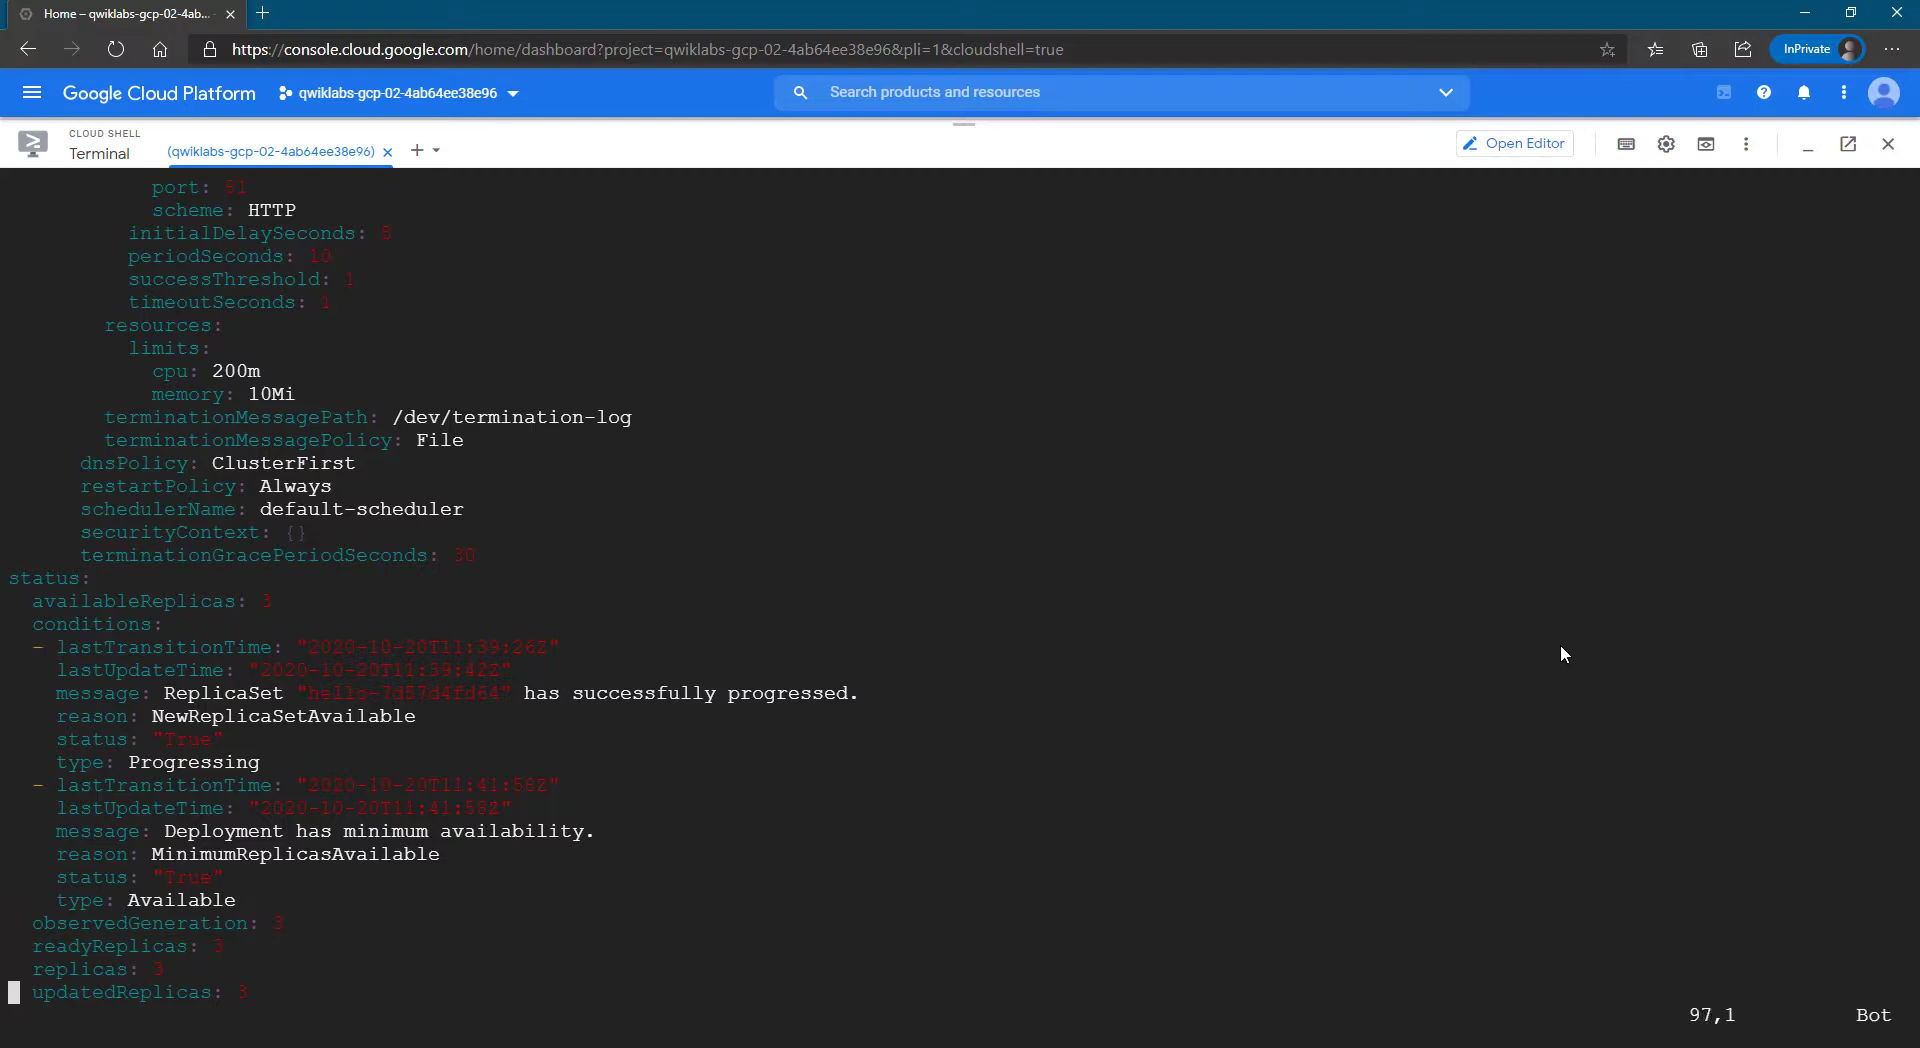 Home – qwiklabs-gcp-02-4ab...
https://console.cloud.google.com/home/dashboard?project=qwiklabs-gcp-02-4ab64ee38e96&pli=1&cloudshell=true
InPrivate
Google Cloud Platform
qwiklabs-gcp-02-4ab64ee38e96
Search products and resources
CLOUD SHELL
Terminal
(qwiklabs-gcp-02-4ab64ee38e96)
Open Editor
port: 81
scheme: HTTP
initialDelaySeconds: 5
periodSeconds: 10
successThreshold: 1
timeoutSeconds: 1
resources:
limits:
cpu: 200m
memory: 10Mi
terminationMessagePath: /dev/termination-log
terminationMessagePolicy: File
dnsPolicy: ClusterFirst
restartPolicy: Always
schedulerName: default-scheduler
securityContext: {}
terminationGracePeriodSeconds: 30
status:
availableReplicas: 3
conditions:
- lastTransitionTime: "2020-10-20T11:39:26Z"
lastUpdateTime: "2020-10-20T11:39:42Z"
message: ReplicaSet "hello-7d57d4fd64" has successfully progressed.
reason: NewReplicaSetAvailable
status: "True"
type: Progressing
- lastTransitionTime: "2020-10-20T11:41:58Z"
lastUpdateTime: "2020-10-20T11:41:58Z"
message: Deployment has minimum availability.
reason: MinimumReplicasAvailable
status: "True"
type: Available
observedGeneration: 3
readyReplicas: 3
replicas: 3
updatedReplicas: 3
97,1 Bot